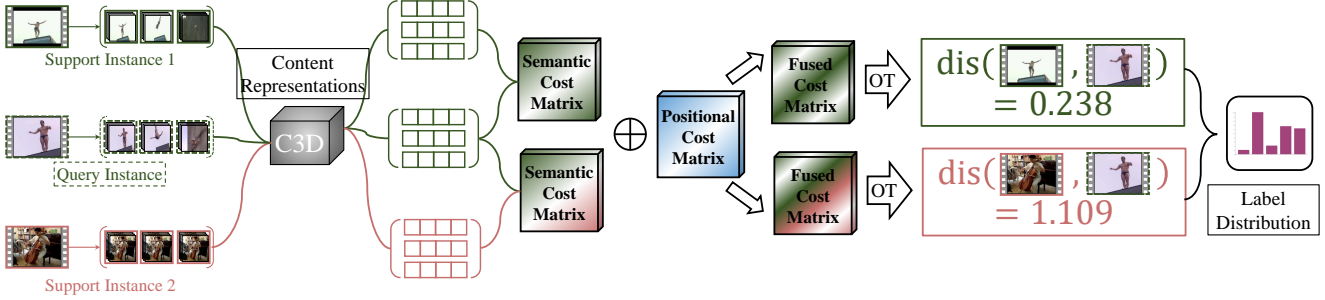 Support Instance 1
Query Instance
Support Instance 2
Content
Representations
C3D
Semantic
Cost
Matrix
Semantic
Cost
Matrix
Positional
Cost
Matrix
Fused
Cost
Matrix
Fused
Cost
Matrix
OT
OT
dis( , )
= 0.238
dis( , )
= 1.109
Label
Distribution